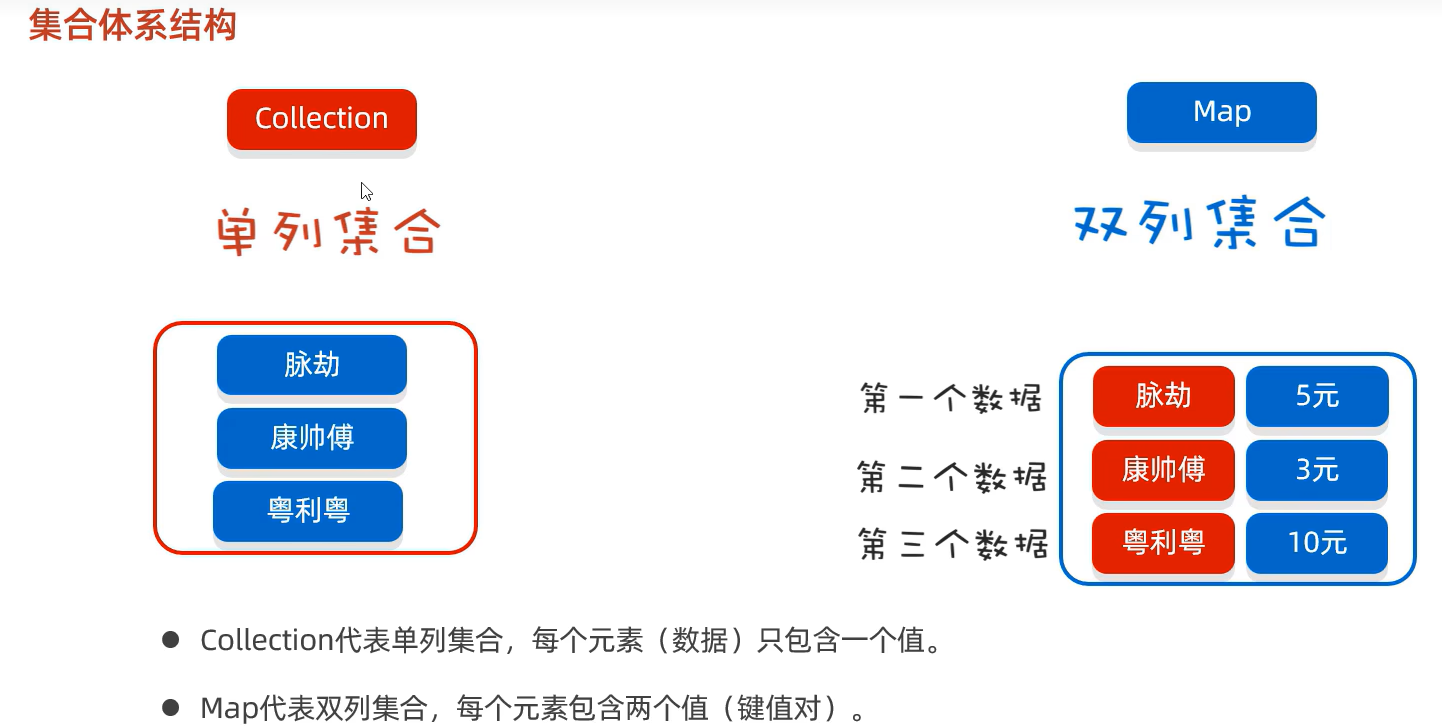 集合体系结构
Collection
Map
单列集合
双列集合
脉劫
康帅傅
粤利粤
第一个数据 脉劫 5元
第二个数据 康帅傅 3元
第三个数据 粤利粤 10元
● Collection代表单列集合，每个元素（数据）只包含一个值。
● Map代表双列集合，每个元素包含两个值（键值对）。